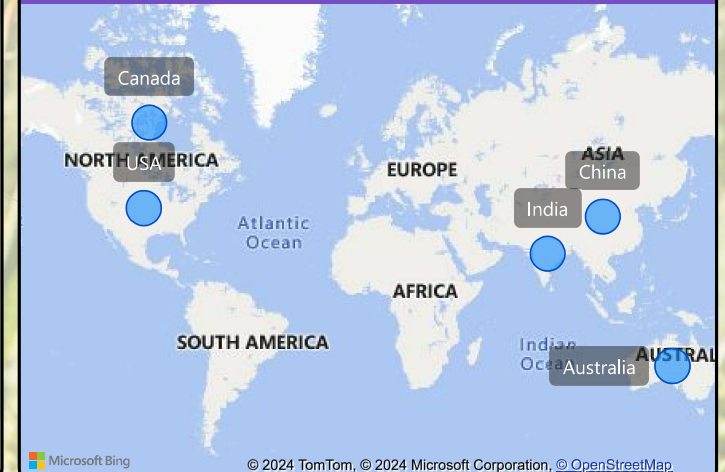 Canada
NORTH AMERICA
USA
EUROPE
ASIA
China
India
Atlantic
Ocean
AFRICA
SOUTH AMERICA
Indian
Ocean
AUSTRAL
Australia
Microsoft Bing
© 2024 TomTom, © 2024 Microsoft Corporation, © OpenStreetMap